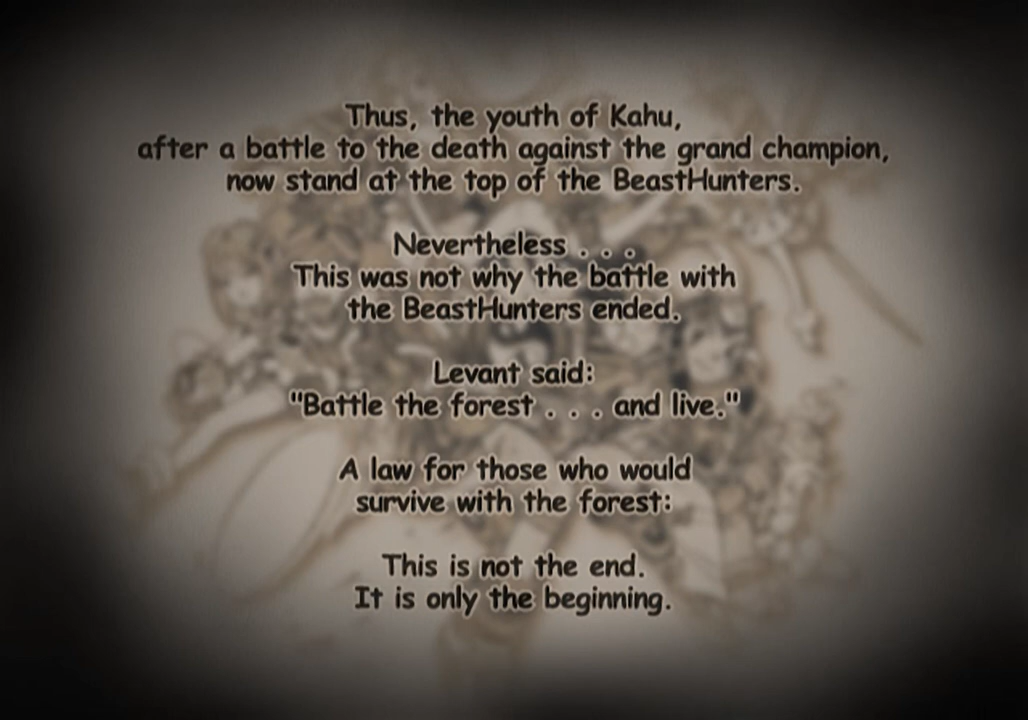 Thus, the youth of Kahu,
after a battle to the death against the grand champion,
now stand at the top of the BeastHunters.
Nevertheless . . .
This was not why the battle with
the BeastHunters ended.
Levant said:
"Battle the forest . . . and live."
A law for those who would
survive with the forest:
This is not the end.
It is only the beginning.